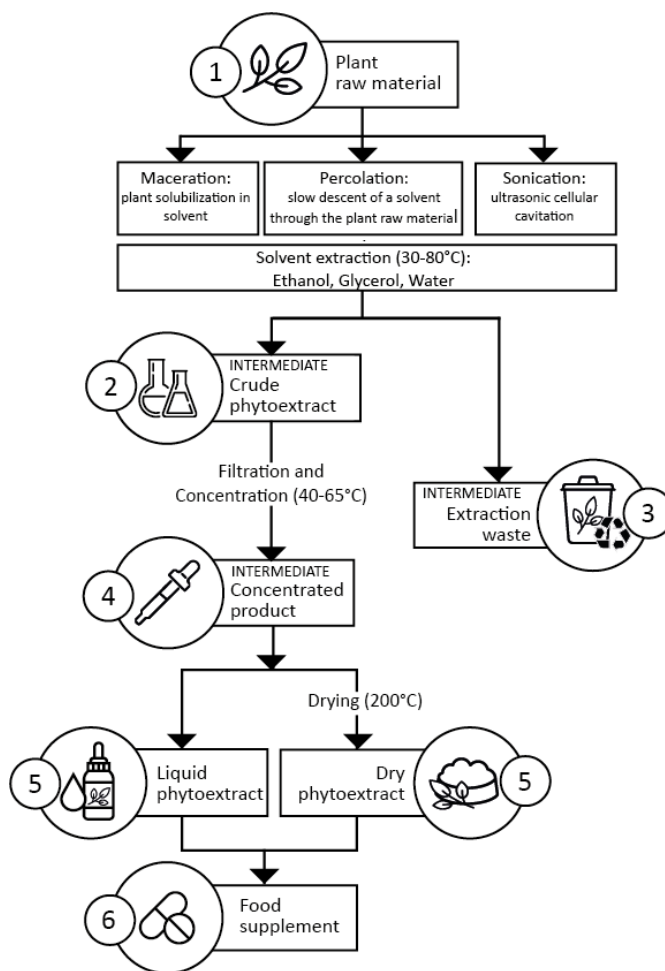 1
Plant
raw material
Maceration:
plant solubilization in
solvent
Percolation:
slow descent of a solvent
through the plant raw material
Sonication:
ultrasonic cellular
cavitation
Solvent extraction (30-80°C):
Ethanol, Glycerol, Water
2
INTERMEDIATE
Crude
phytoextract
Filtration and
Concentration (40-65°C)
INTERMEDIATE
Extraction
waste
3
4
INTERMEDIATE
Concentrated
product
Drying (200°C)
5
Liquid
phytoextract
Dry
phytoextract
5
6
Food
supplement